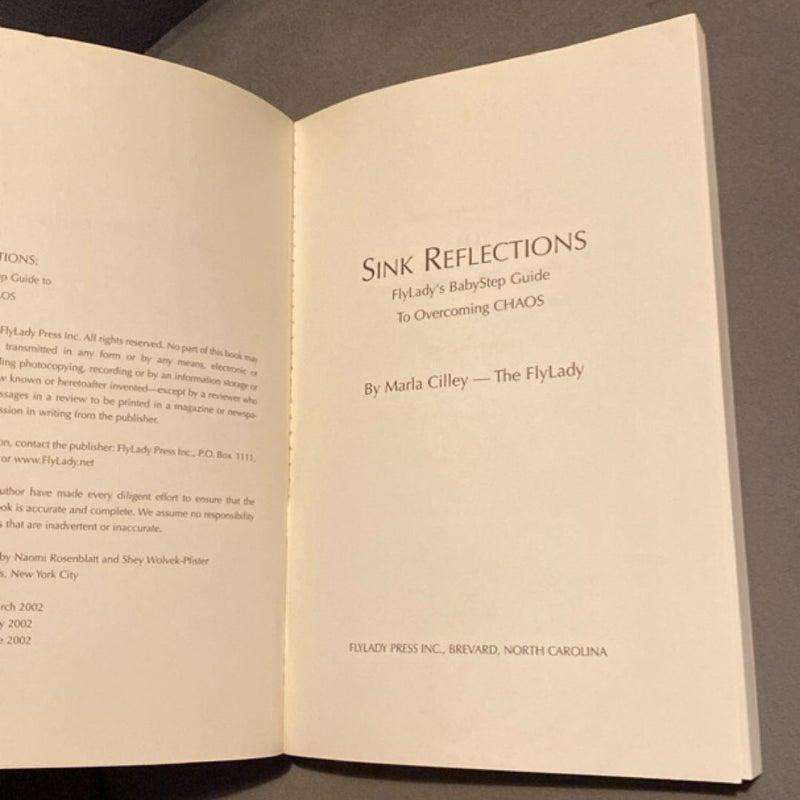 TIONS:
p Guide to
OS
FlyLady Press Inc. All rights reserved. No part of this book may
transmitted in any form or by any means, electronic or
ling photocopying, recording or by an information storage or
w known or heretoafter invented—except by a reviewer who
ssages in a review to be printed in a magazine or newspa-
ssion in writing from the publisher.
on, contact the publisher: FlyLady Press Inc., P.O. Box 1111,
or www.FlyLady.net
uthor have made every diligent effort to ensure that the
ok is accurate and complete. We assume no responsibility
s that are inadvertent or inaccurate.
by Naomi Rosenblatt and Shey Wolvek-Pfister
s, New York City
rch 2002
y 2002
e 2002
SINK REFLECTIONS
FlyLady's BabyStep Guide
To Overcoming CHAOS
By Marla Cilley — The FlyLady
FLYLADY PRESS INC., BREVARD, NORTH CAROLINA